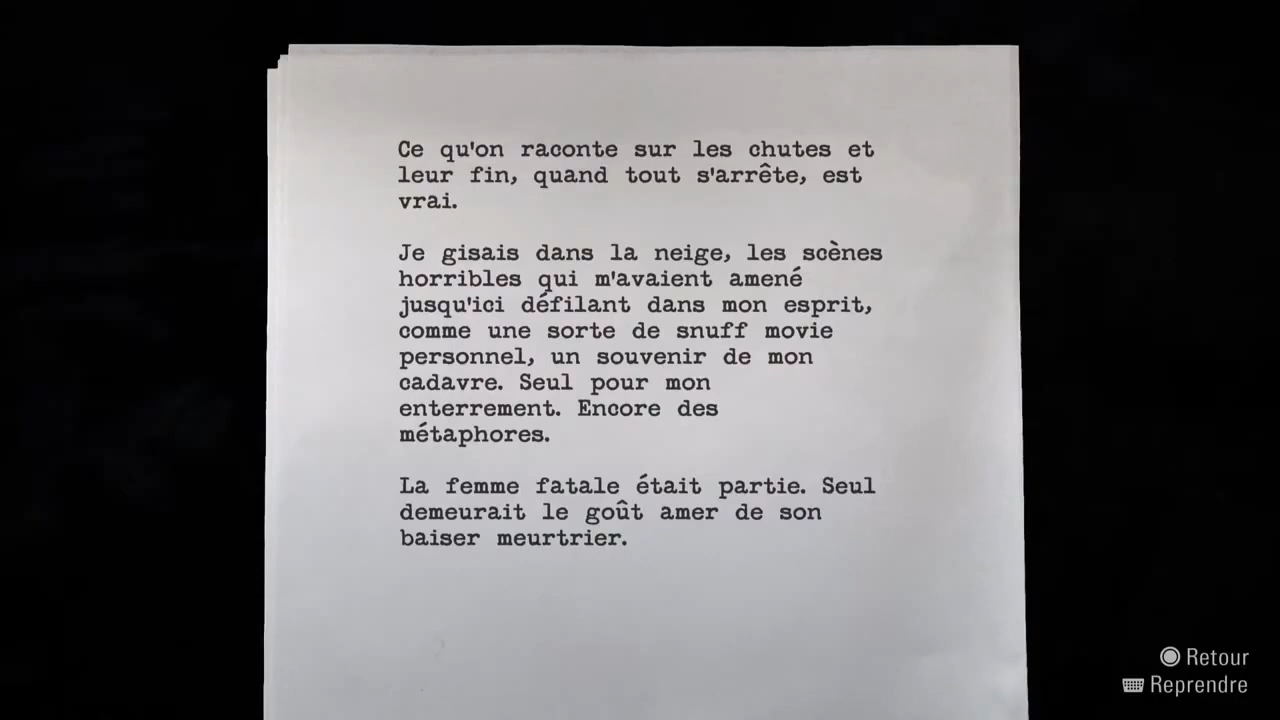 Ce qu'on raconte sur les chutes et
leur fin, quand tout s'arrête, est
vrai.
Je gisais dans la neige, les scènes
horribles qui m'avaient amené
jusqu'ici défilant dans mon esprit,
comme une sorte de snuff movie
personnel, un souvenir de mon
cadavre. Seul pour mon
enterrement. Encore des
métaphores.
La femme fatale était partie. Seul
demeurait le goût amer de son
baiser meurtrier.
Retour
Reprendre